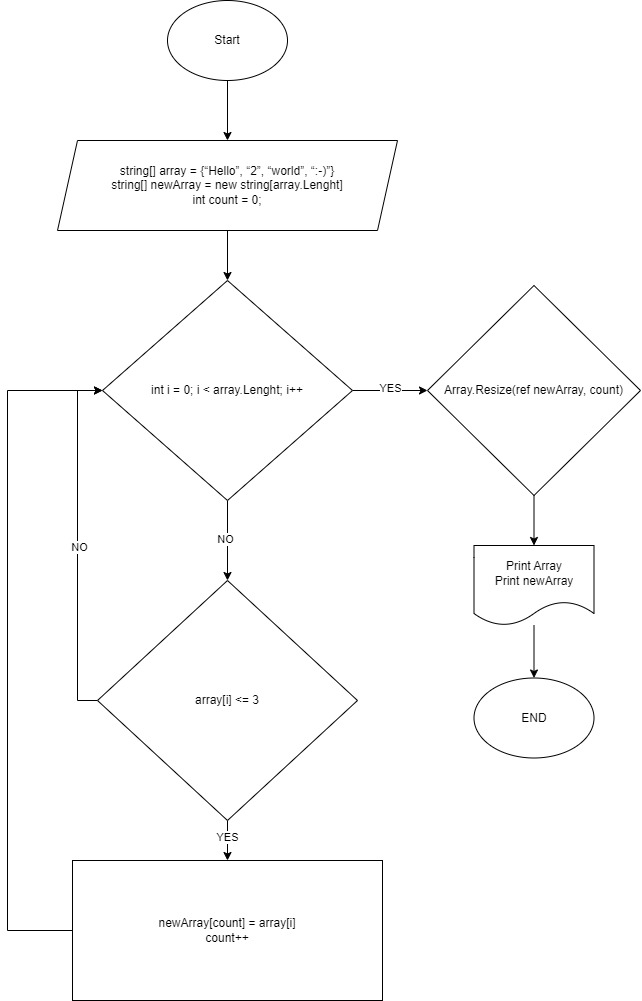 Start
string[] array = {“Hello”, “2”, “world”, “:-)”}
string[] newArray = new string[array.Lenght]
int count = 0;
int i = 0; i < array.Lenght; i++
YES
Array.Resize(ref newArray, count)
NO
NO
Print Array
Print newArray
array[i] <= 3
END
YES
newArray[count] = array[i]
count++